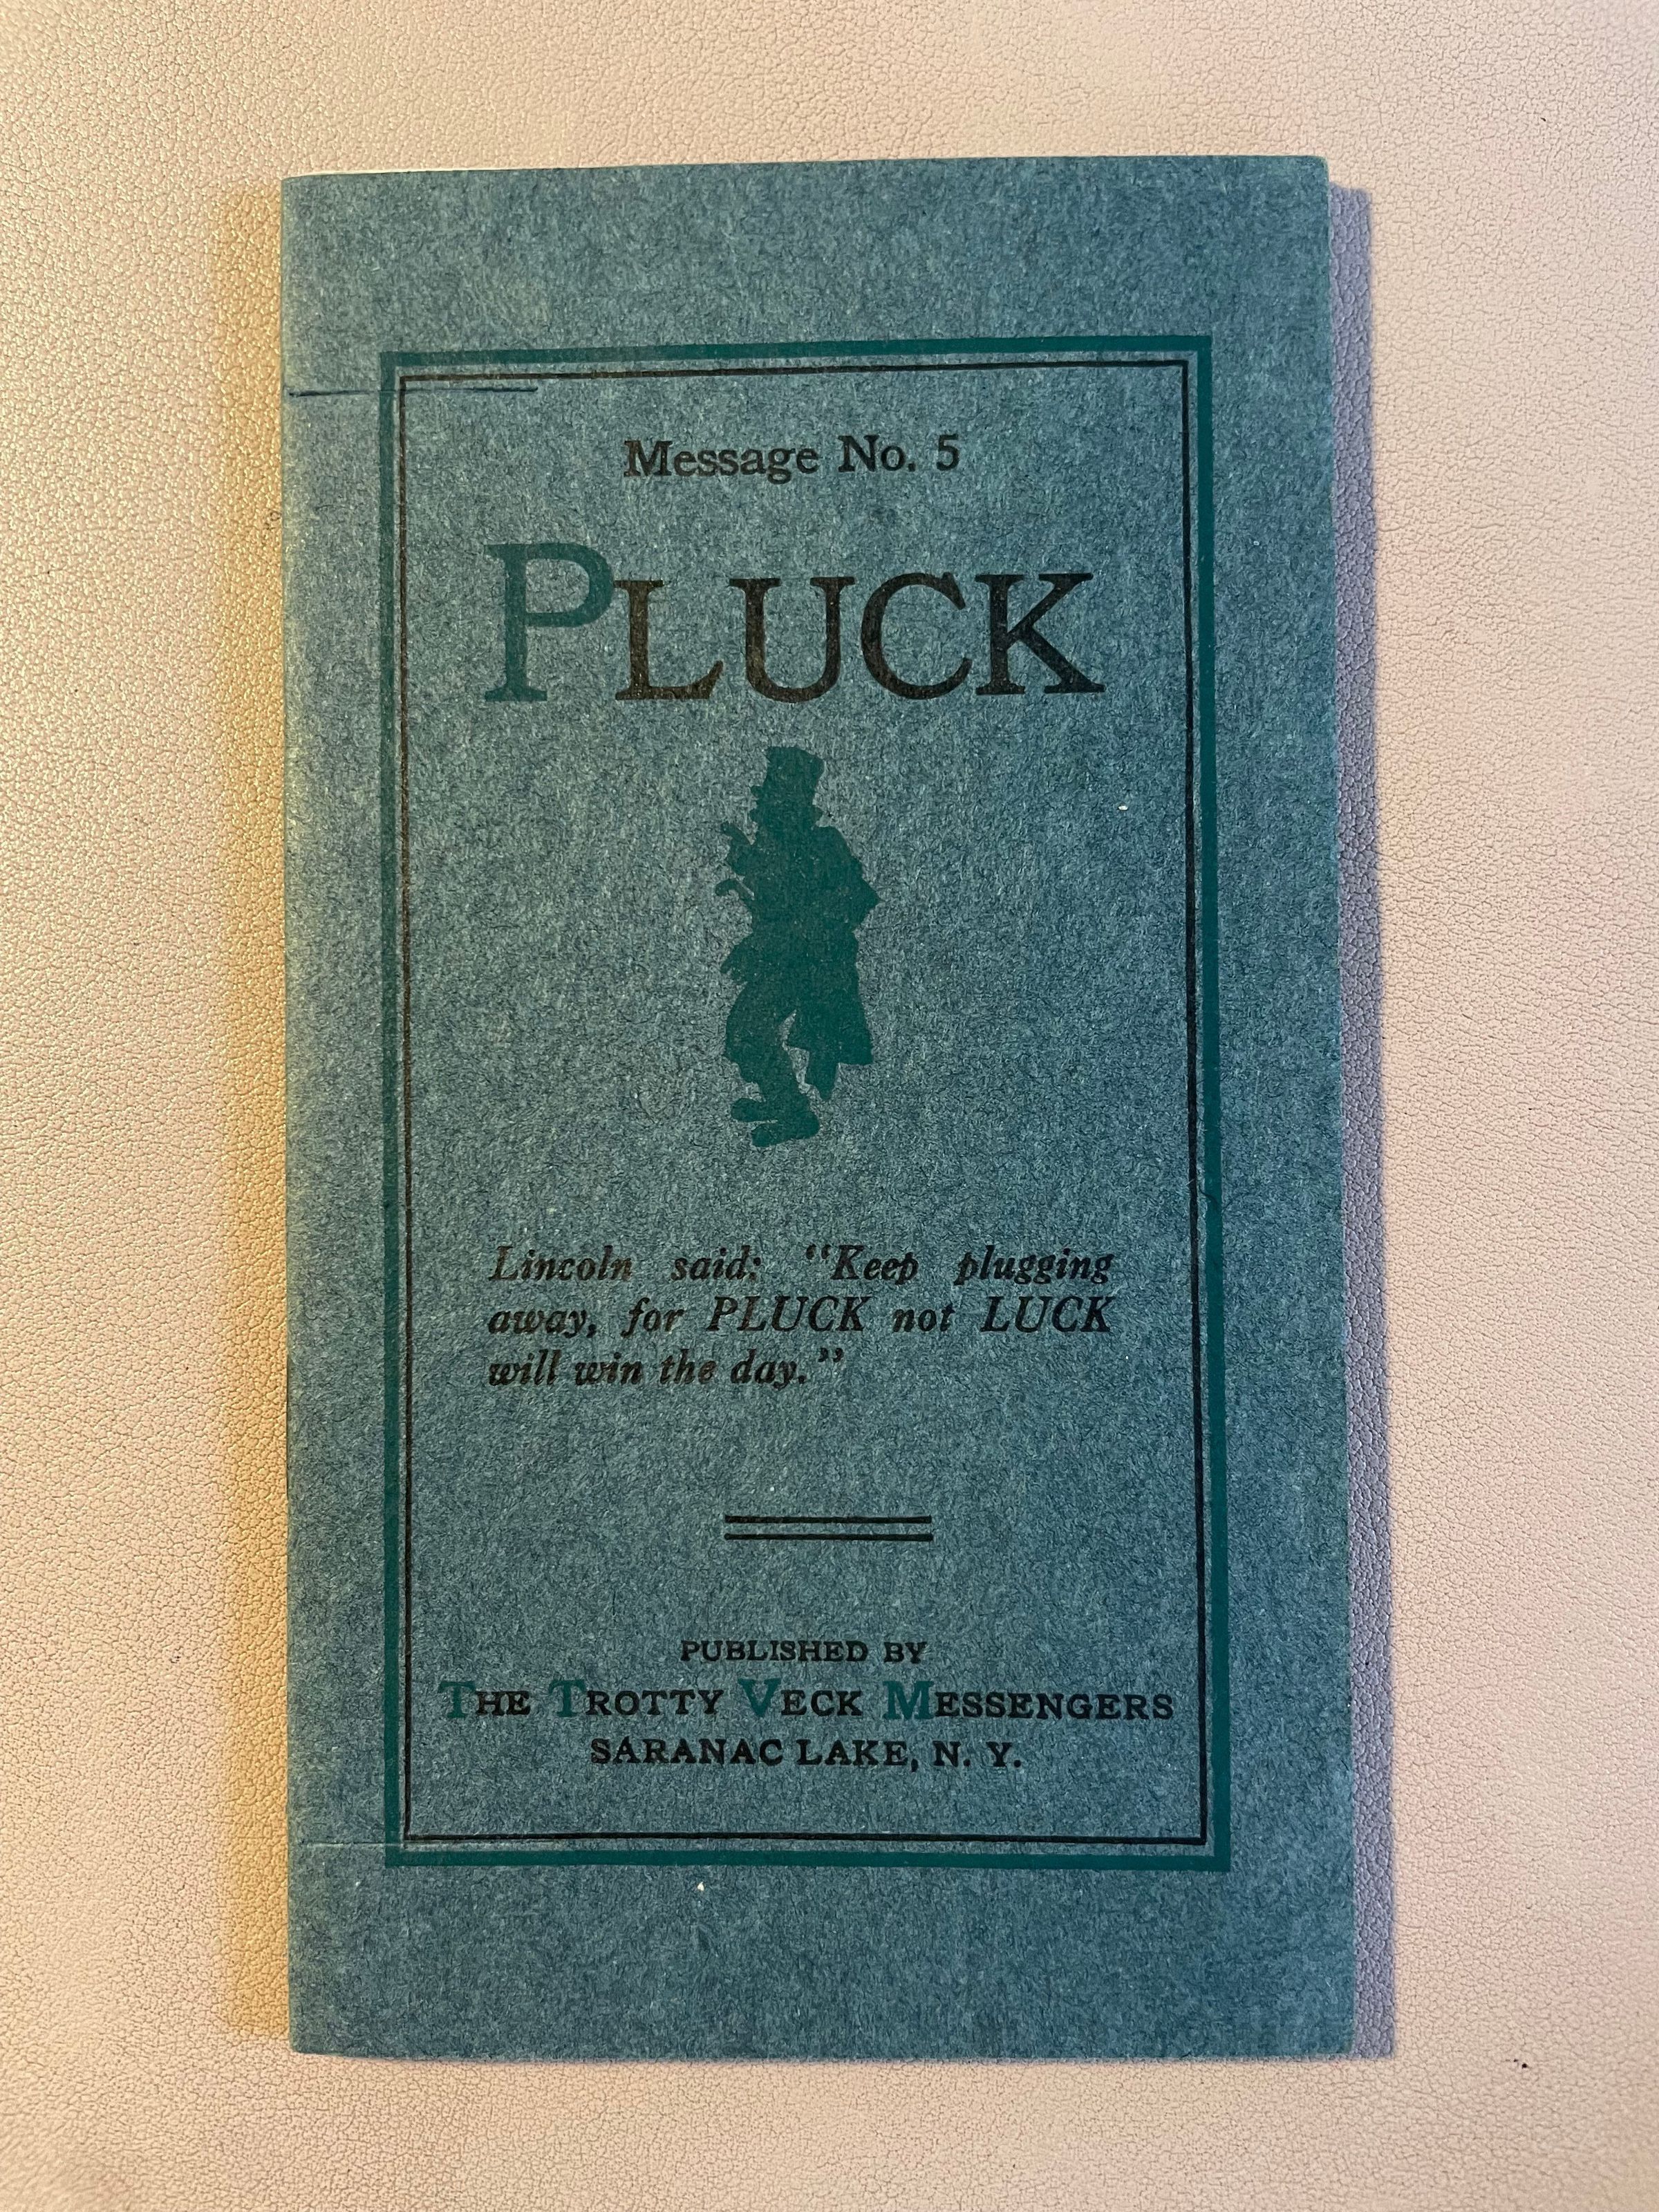 Message No. 5
PLUCK
Lincoln said: "Keep plugging
away, for PLUCK not LUCK
will win the day."
PUBLISHED BY
THE TROTTY VECK MESSENGERS
SARANAC LAKE, N. Y.